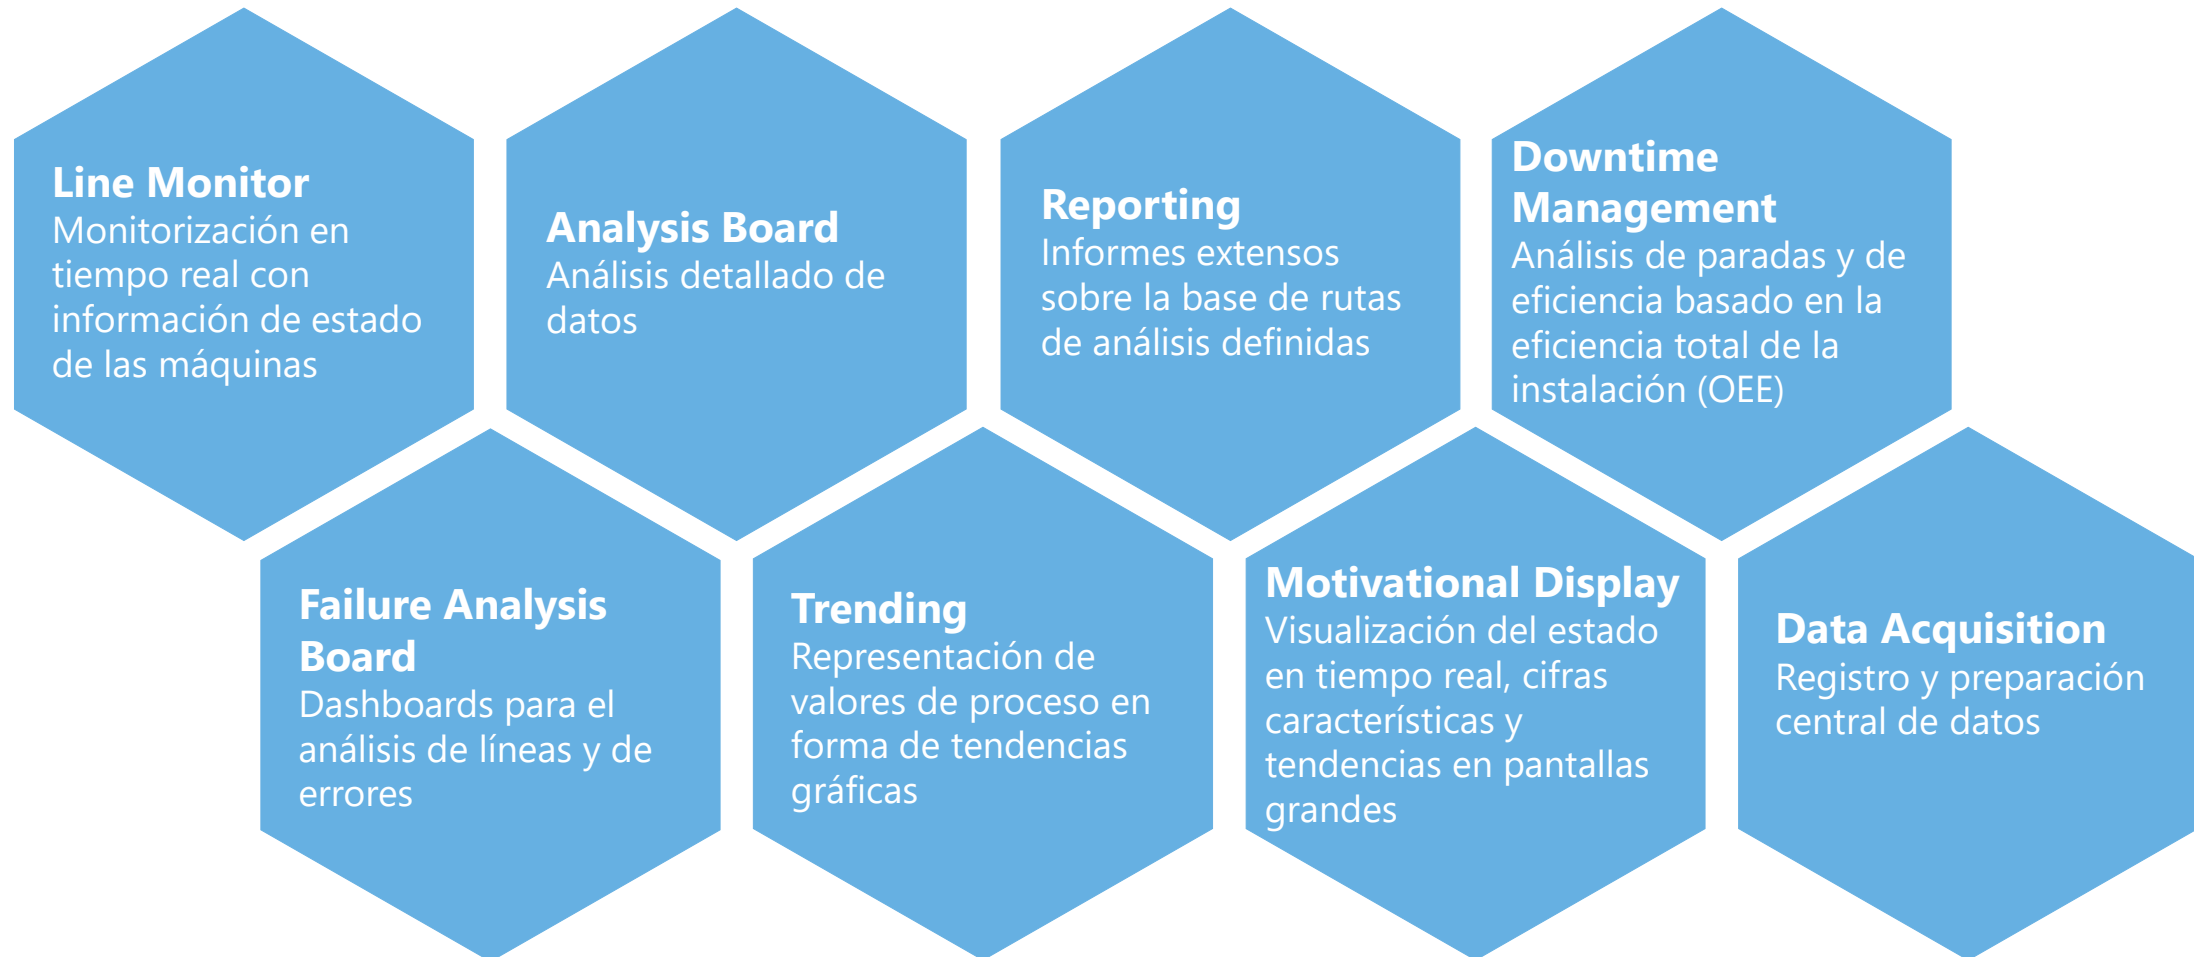 Line Monitor
Monitorización en
tiempo real con
información de estado
de las máquinas
Analysis Board
Análisis detallado de
datos
Reporting
Informes extensos
sobre la base de rutas
de análisis definidas
Downtime
Management
Análisis de paradas y de
eficiencia basado en la
eficiencia total de la
instalación (OEE)
Failure Analysis
Board
Dashboards para el
análisis de líneas y de
errores
Trending
Representación de
valores de proceso en
forma de tendencias
gráficas
Motivational Display
Visualización del estado
en tiempo real, cifras
características y
tendencias en pantallas
grandes
Data Acquisition
Registro y preparación
central de datos